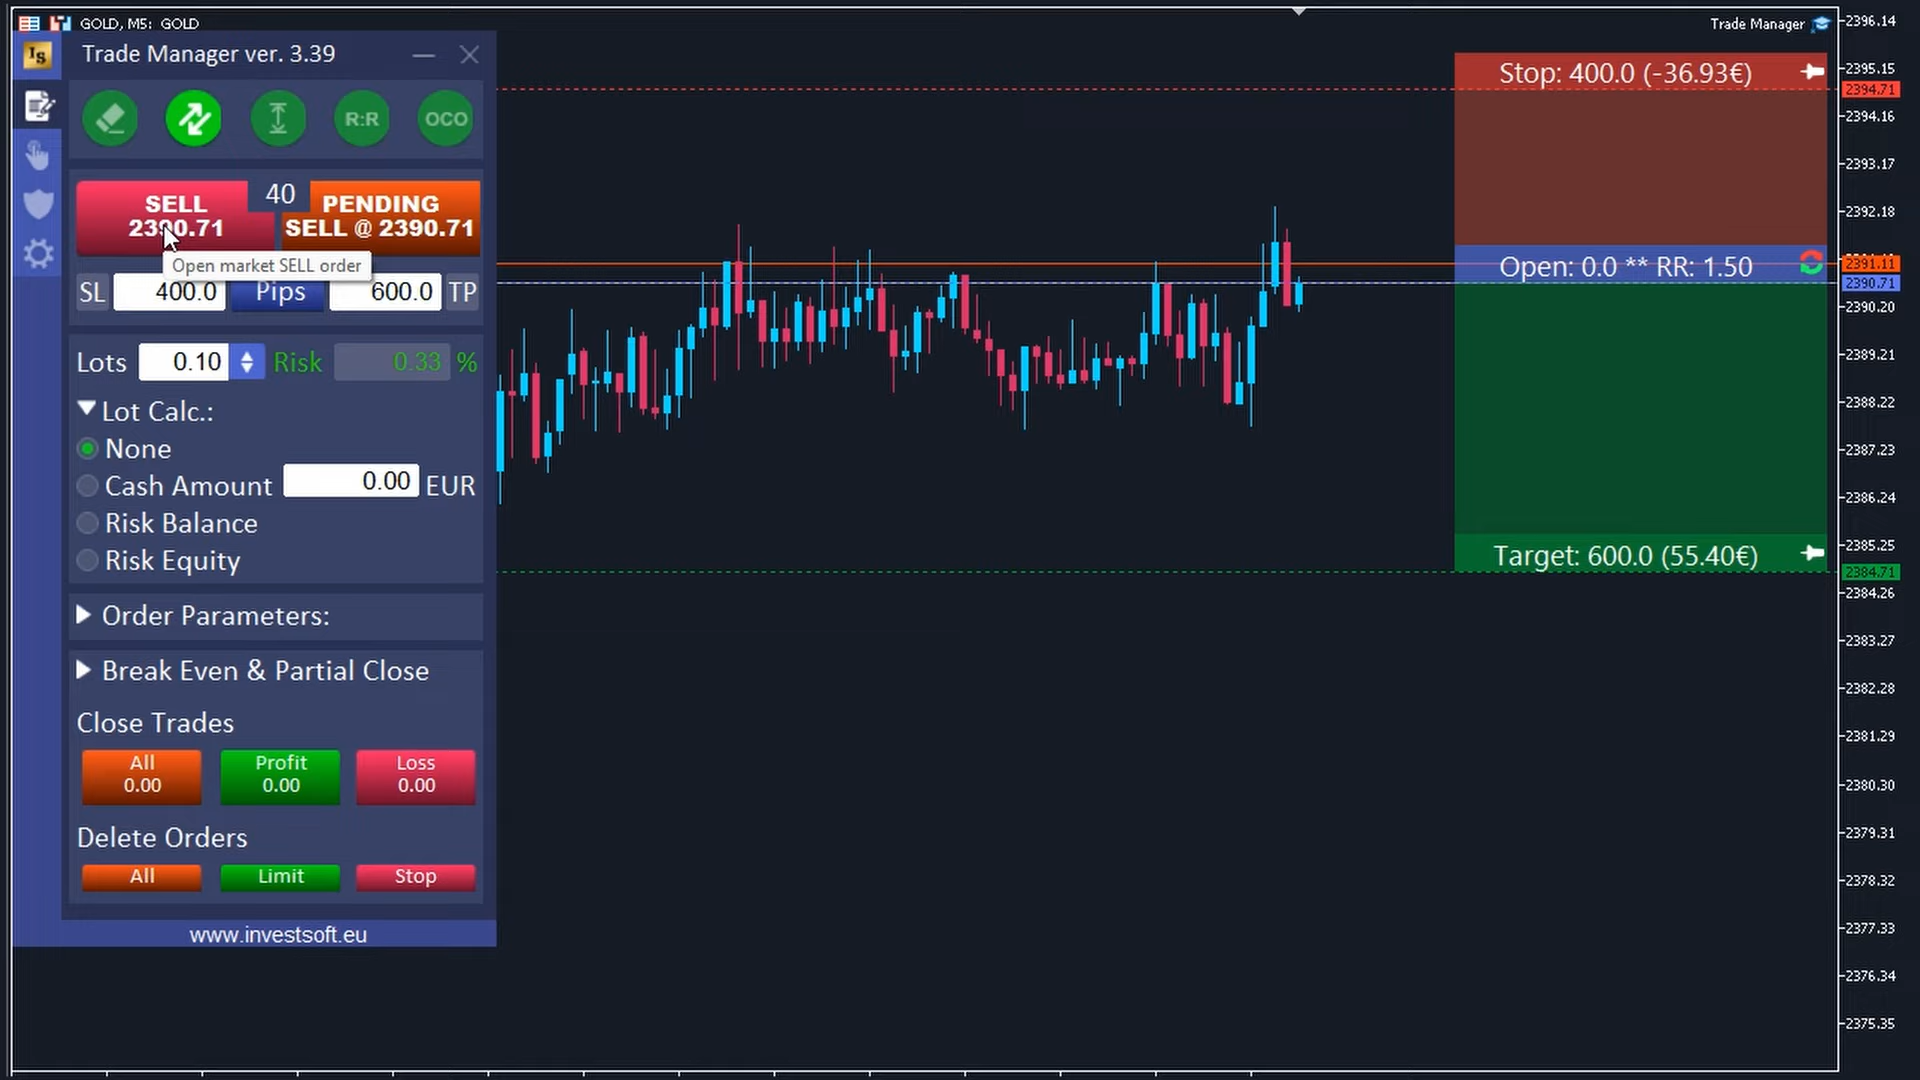 GOLD, M5: GOLD
Trade Manager
IS
Trade Manager ver. 3.39
R:R
OCO
SELL
2390.71
40
PENDING
SELL @ 2390.71
Open market SELL order
SL
400.0
Pips
600.0
TP
Lots
0.10
Risk
0.33
%
Lot Calc.:
None
Cash Amount
0.00
EUR
Risk Balance
Risk Equity
Order Parameters:
Break Even & Partial Close
Close Trades
All
0.00
Profit
0.00
Loss
0.00
Delete Orders
All
Limit
Stop
www.investsoft.eu
Stop: 400.0 (-36.93€)
Open: 0.0 ** RR: 1.50
Target: 600.0 (55.40€)
2396.14
2395.15
2394.71
2394.16
2393.17
2392.18
2391.11
2390.71
2390.20
2389.21
2388.22
2387.23
2386.24
2385.25
2384.71
2384.26
2383.27
2382.28
2381.29
2380.30
2379.31
2378.32
2377.33
2376.34
2375.35